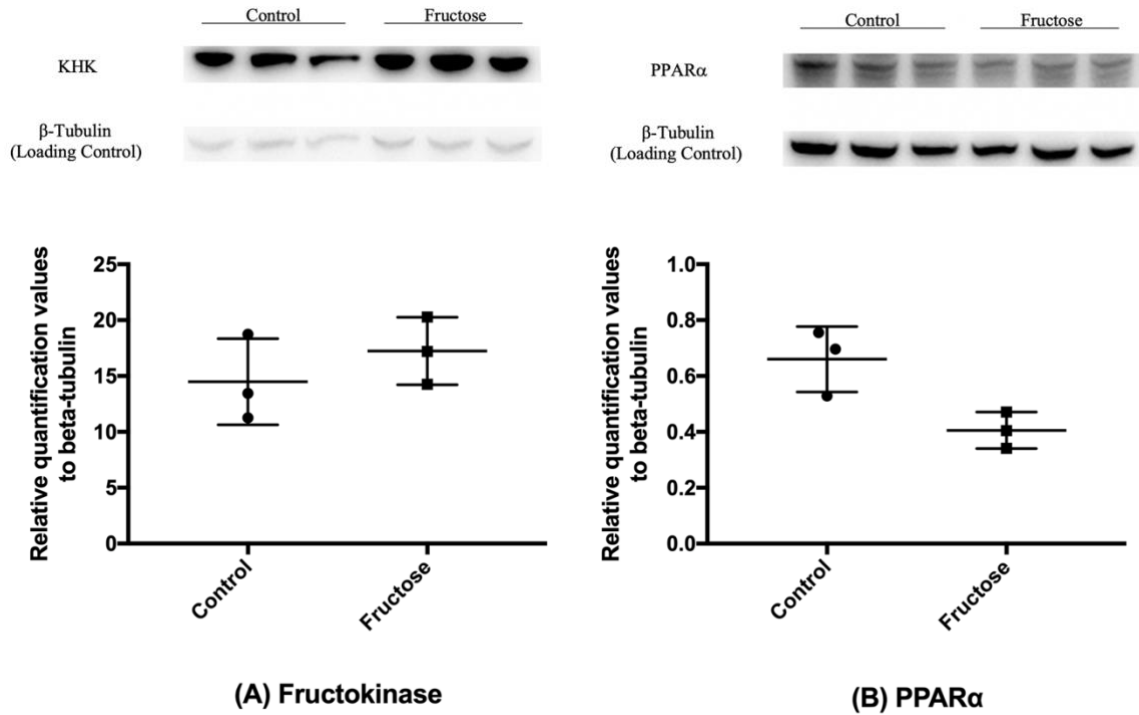 Control Fructose
KHK
β-Tubulin
(Loading Control)
Control Fructose
PPARα
β-Tubulin
(Loading Control)
Relative quantification values
to beta-tubulin
25
20
15
10
5
0
Control
Fructose
(A) Fructokinase
Relative quantification values
to beta-tubulin
1.0
0.8
0.6
0.4
0.2
0.0
Control
Fructose
(B) PPARα